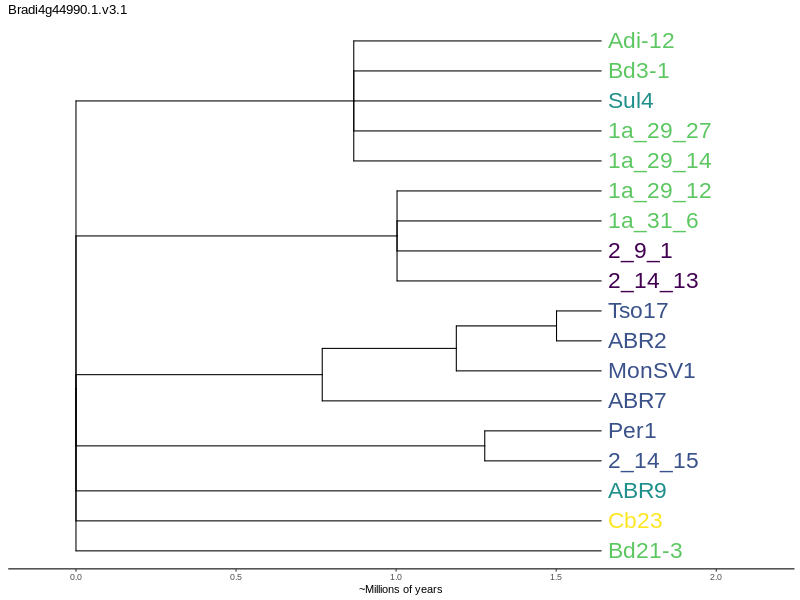 Bradi4g44990.1.v3.1
Adi-12
Bd3-1
Sul4
1a_29_27
1a_29_14
1a_29_12
1a_31_6
2_9_1
2_14_13
Tso17
ABR2
MonSV1
ABR7
Per1
2_14_15
ABR9
Cb23
Bd21-3
0.0 0.5 1.0 1.5 2.0
~Millions of years